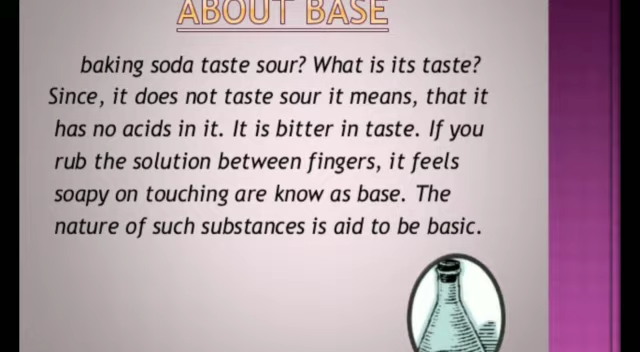 ABOUT BASE
baking soda taste sour? What is its taste?
Since, it does not taste sour it means, that it
has no acids in it. It is bitter in taste. If you
rub the solution between fingers, it feels
soapy on touching are know as base. The
nature of such substances is aid to be basic.